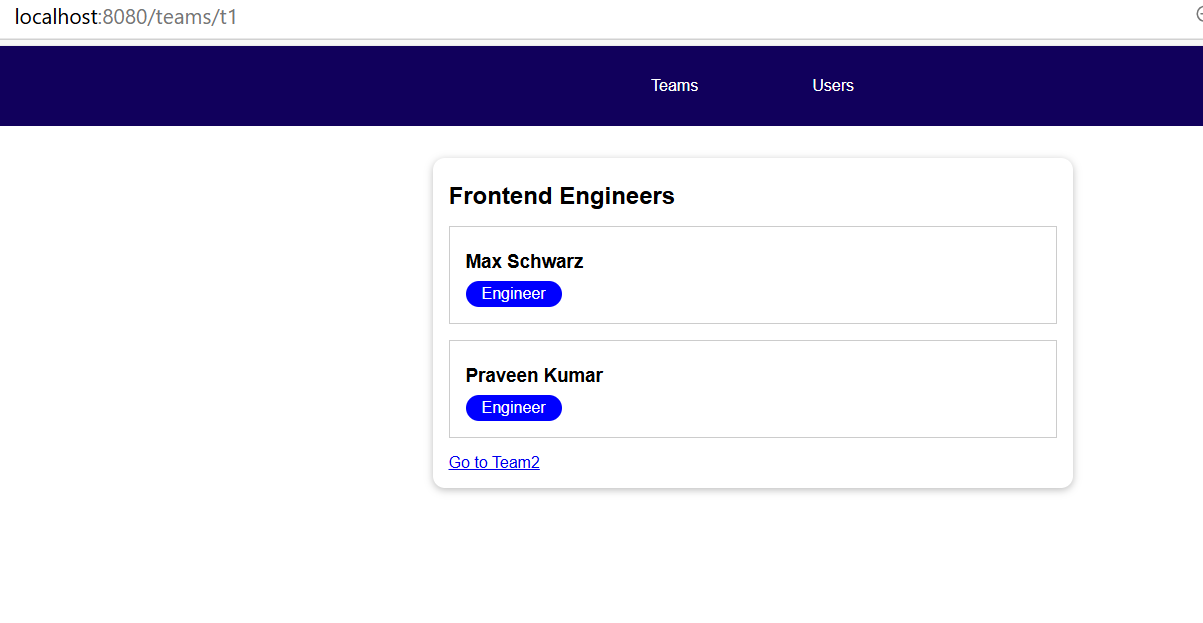 localhost:8080/teams/t1
Teams Users
Frontend Engineers
Max Schwarz
Engineer
Praveen Kumar
Engineer
Go to Team2